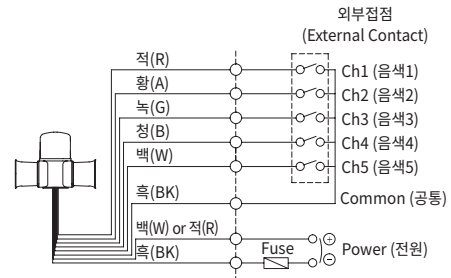 외부접점
(External Contact)
적(R)
Ch1 (음색1)
황(A)
Ch2 (음색2)
녹(G)
Ch3 (음색3)
청(B)
Ch4 (음색4)
백(W)
Ch5 (음색5)
흑(BK)
Common (공통)
백(W) or 적(R)
흑(BK)
Fuse
+
-
Power (전원)